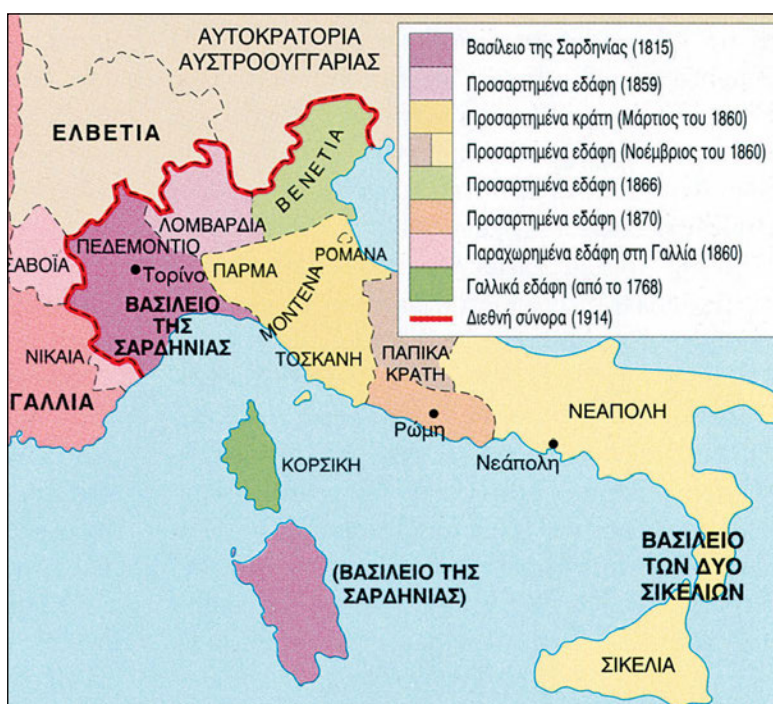 ΑΥΤΟΚΡΑΤΟΡΙΑ
ΑΥΣΤΡΟΟΥΓΓΑΡΙΑΣ
ΕΛΒΕΤΙΑ
ΒΕΝΕΤΙΑ
ΛΟΜΒΑΡΔΙΑ
ΣΑΒΟΪΑ
ΠΕΔΕΜΟΝΤΙΟ
Τορίνο
ΠΑΡΜΑ
ΡΟΜΑΝΑ
ΜΟΝΤΕΝΑ
ΒΑΣΙΛΕΙΟ
ΤΗΣ
ΣΑΡΔΗΝΙΑΣ
ΝΙΚΑΙΑ
ΤΟΣΚΑΝΗ
ΠΑΠΙΚΑ
ΚΡΑΤΗ
ΓΑΛΛΙΑ
Ρώμη
ΝΕΑΠΟΛΗ
Νεάπολη
ΚΟΡΣΙΚΗ
(ΒΑΣΙΛΕΙΟ ΤΗΣ
ΣΑΡΔΗΝΙΑΣ)
ΒΑΣΙΛΕΙΟ
ΤΩΝ ΔΥΟ
ΣΙΚΕΛΙΩΝ
ΣΙΚΕΛΙΑ
Βασίλειο της Σαρδηνίας (1815)
Προσαρτημένα εδάφη (1859)
Προσαρτημένα κράτη (Μάρτιος του 1860)
Προσαρτημένα εδάφη (Νοέμβριος του 1860)
Προσαρτημένα εδάφη (1866)
Προσαρτημένα εδάφη (1870)
Παραχωρημένα εδάφη στη Γαλλία (1860)
Γαλλικά εδάφη (από το 1768)
Διεθνή σύνορα (1914)